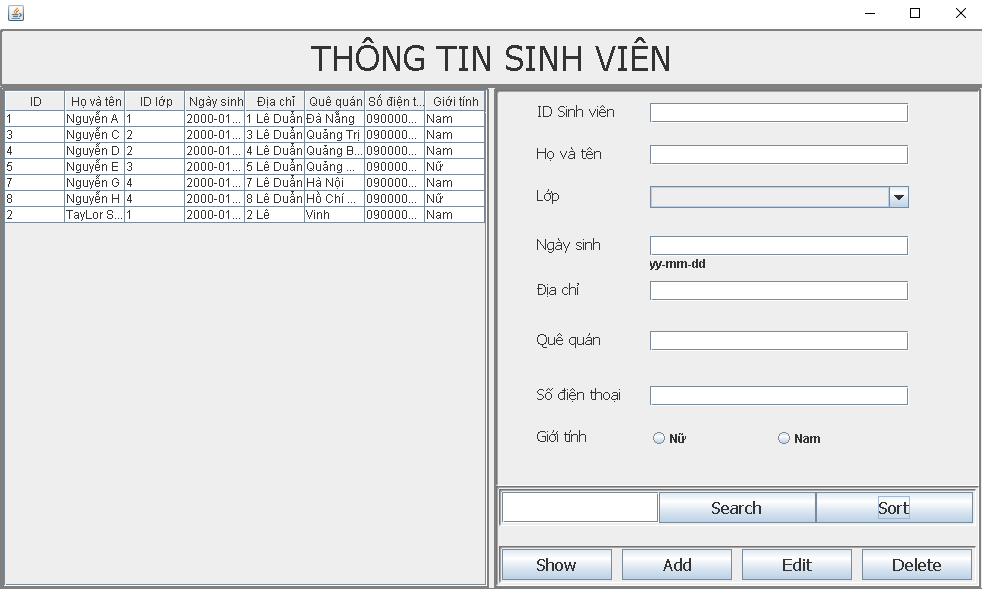 THÔNG TIN SINH VIÊN
ID Họ và tên ID lớp Ngày sinh Địa chỉ Quê quán Số điện t... Giới tính
1 Nguyễn A 1 2000-01... 1 Lê Duẩn Đà Nẵng 090000... Nam
3 Nguyễn C 2 2000-01... 3 Lê Duẩn Quảng Trị 090000... Nam
4 Nguyễn D 2 2000-01... 4 Lê Duẩn Quảng B... 090000... Nam
5 Nguyễn E 3 2000-01... 5 Lê Duẩn Quảng ... 090000... Nữ
7 Nguyễn G 4 2000-01... 7 Lê Duẩn Hà Nội 090000... Nam
8 Nguyễn H 4 2000-01... 8 Lê Duẩn Hồ Chí ... 090000... Nữ
2 TayLor S... 1 2000-01... 2 Lê Vinh 090000... Nam
ID Sinh viên
Họ và tên
Lớp
Ngày sinh
yy-mm-dd
Địa chỉ
Quê quán
Số điện thoại
Giới tính Nữ Nam
Search Sort
Show Add Edit Delete